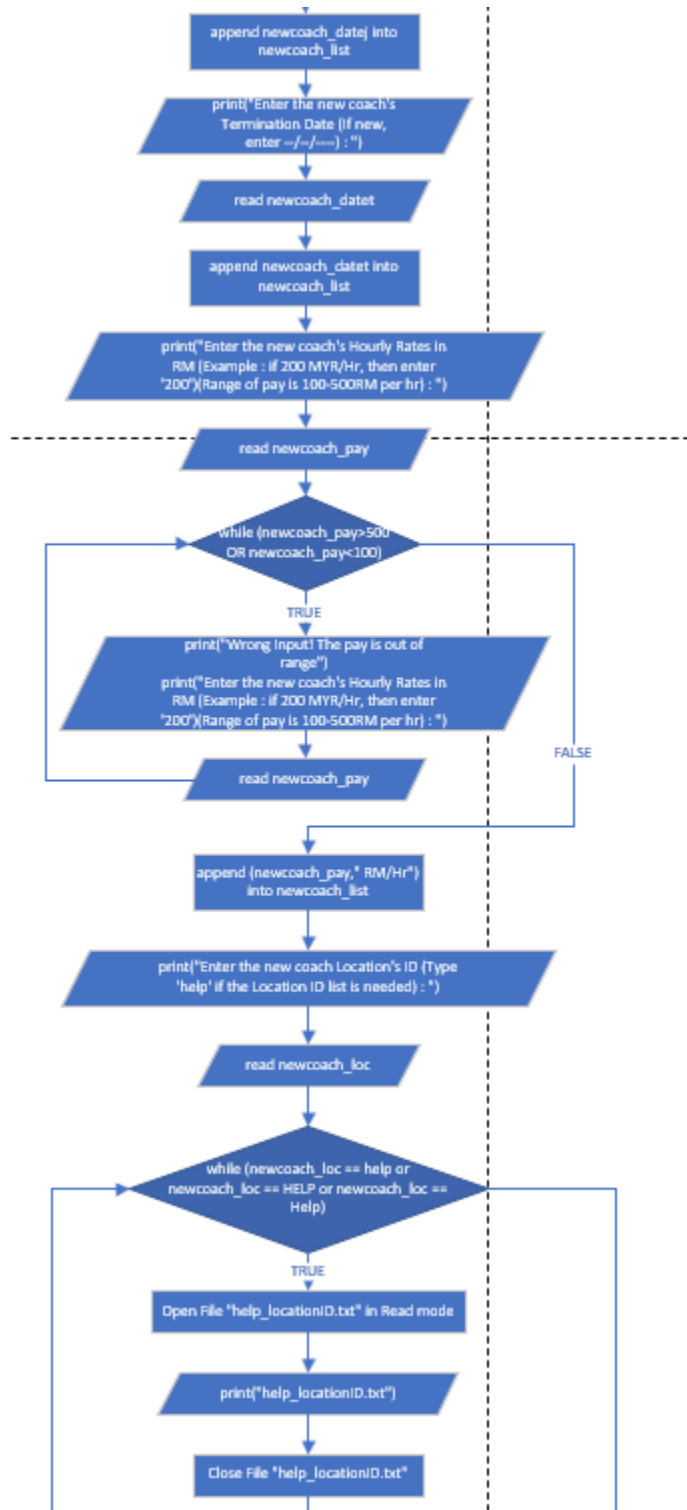 append newcoach_datej into
newcoach_list
print("Enter the new coach's
Termination Date (If new,
enter --/--/----) : ")
read newcoach_datet
append newcoach_datet into
newcoach_list
print("Enter the new coach's Hourly Rates in
RM (Example : if 200 MYR/Hr, then enter
'200')(Range of pay is 100-500RM per hr) : ")
read newcoach_pay
while (newcoach_pay>500
OR newcoach_pay<100)
TRUE
print("Wrong Input! The pay is out of
range")
print("Enter the new coach's Hourly Rates in
RM (Example : if 200 MYR/Hr, then enter
'200')(Range of pay is 100-500RM per hr) : ")
FALSE
read newcoach_pay
append (newcoach_pay," RM/Hr")
into newcoach_list
print("Enter the new coach Location's ID (Type
'help' if the Location ID list is needed) : ")
read newcoach_loc
while (newcoach_loc == help or
newcoach_loc == HELP or newcoach_loc ==
Help)
TRUE
Open File "help_locationID.txt" in Read mode
print("help_locationID.txt")
Close File "help_locationID.txt"